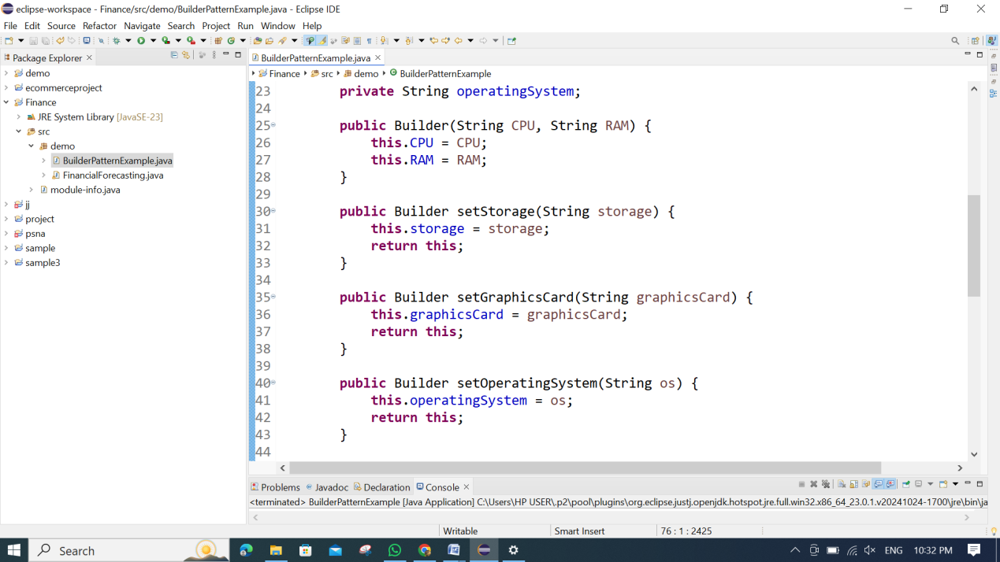 eclipse-workspace - Finance/src/demo/BuilderPatternExample.java - Eclipse IDE
File Edit Source Refactor Navigate Search Project Run Window Help
Package Explorer
demo
ecommerceproject
Finance
JRE System Library [JavaSE-23]
src
demo
BuilderPatternExample.java
FinancialForecasting.java
module-info.java
jj
project
psna
sample
sample3
BuilderPatternExample.java
Finance src demo BuilderPatternExample
23 private String operatingSystem;
24
25 public Builder(String CPU, String RAM) {
26 this.CPU = CPU;
27 this.RAM = RAM;
28 }
29
30 public Builder setStorage(String storage) {
31 this.storage = storage;
32 return this;
33 }
34
35 public Builder setGraphicsCard(String graphicsCard) {
36 this.graphicsCard = graphicsCard;
37 return this;
38 }
39
40 public Builder setOperatingSystem(String os) {
41 this.operatingSystem = os;
42 return this;
43 }
44
Problems Javadoc Declaration Console
<terminated> BuilderPatternExample [Java Application] C:\Users\HP USER\.p2\pool\plugins\org.eclipse.justj.openjdk.hotspot.jre.full.win32.x86_64_23.0.1.v20241024-1700\jre\bin\ja
Writable Smart Insert 76 : 1 : 2425
Search ENG 10:32 PM